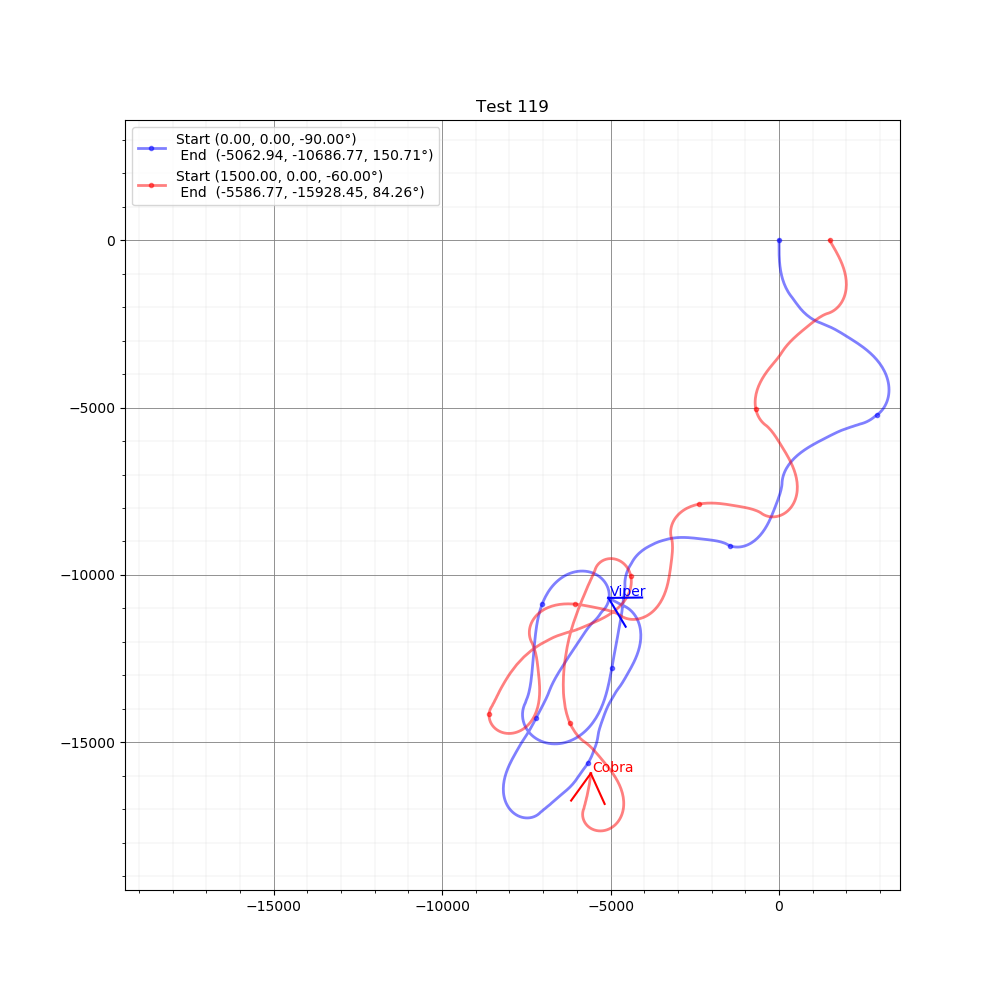 Test 119
Start (0.00, 0.00, -90.00°)
End (-5062.94, -10686.77, 150.71°)
Start (1500.00, 0.00, -60.00°)
End (-5586.77, -15928.45, 84.26°)
0
−5000
−10000
−15000
Viper
Cobra
−15000
−10000
−5000
0